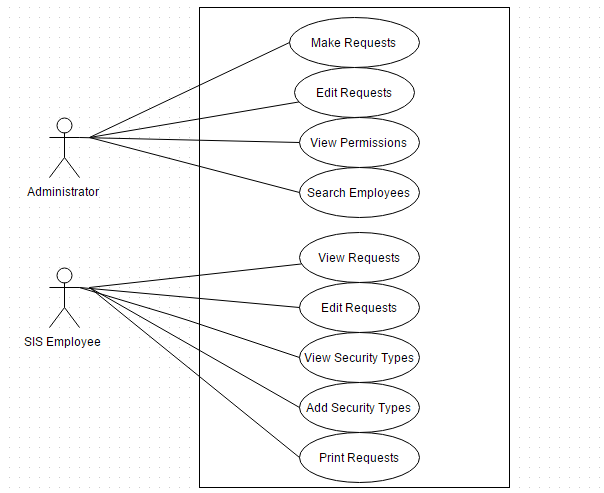 Make Requests
Edit Requests
View Permissions
Search Employees
Administrator
View Requests
Edit Requests
View Security Types
Add Security Types
Print Requests
SIS Employee